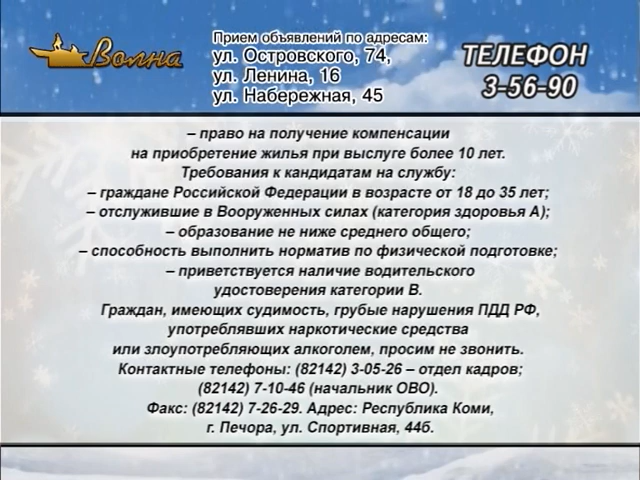 Волна
Прием объявлений по адресам:
ул. Островского, 74,
ул. Ленина, 16
ул. Набережная, 45
ТЕЛЕФОН
3-56-90
– право на получение компенсации
на приобретение жилья при выслуге более 10 лет.
Требования к кандидатам на службу:
– граждане Российской Федерации в возрасте от 18 до 35 лет;
– отслужившие в Вооруженных силах (категория здоровья А);
– образование не ниже среднего общего;
– способность выполнить норматив по физической подготовке;
– приветствуется наличие водительского
удостоверения категории В.
Граждан, имеющих судимость, грубые нарушения ПДД РФ,
употреблявших наркотические средства
или злоупотребляющих алкоголем, просим не звонить.
Контактные телефоны: (82142) 3-05-26 – отдел кадров;
(82142) 7-10-46 (начальник ОВО).
Факс: (82142) 7-26-29. Адрес: Республика Коми,
г. Печора, ул. Спортивная, 44б.